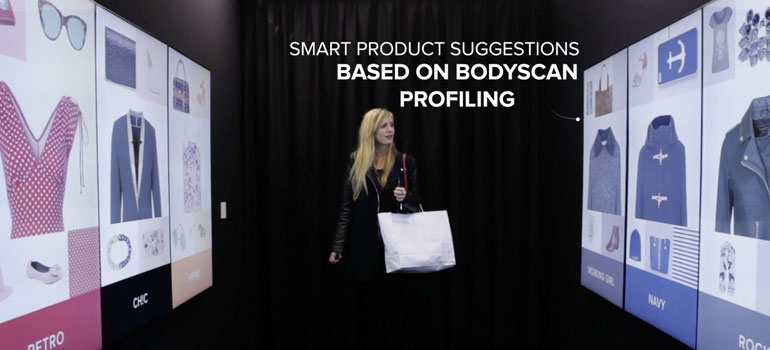 SMART PRODUCT SUGGESTIONS
BASED ON BODYSCAN
PROFILING
RETRO
CHIC
HIPPIE
WORKING GIRL
NAVY
ROCK